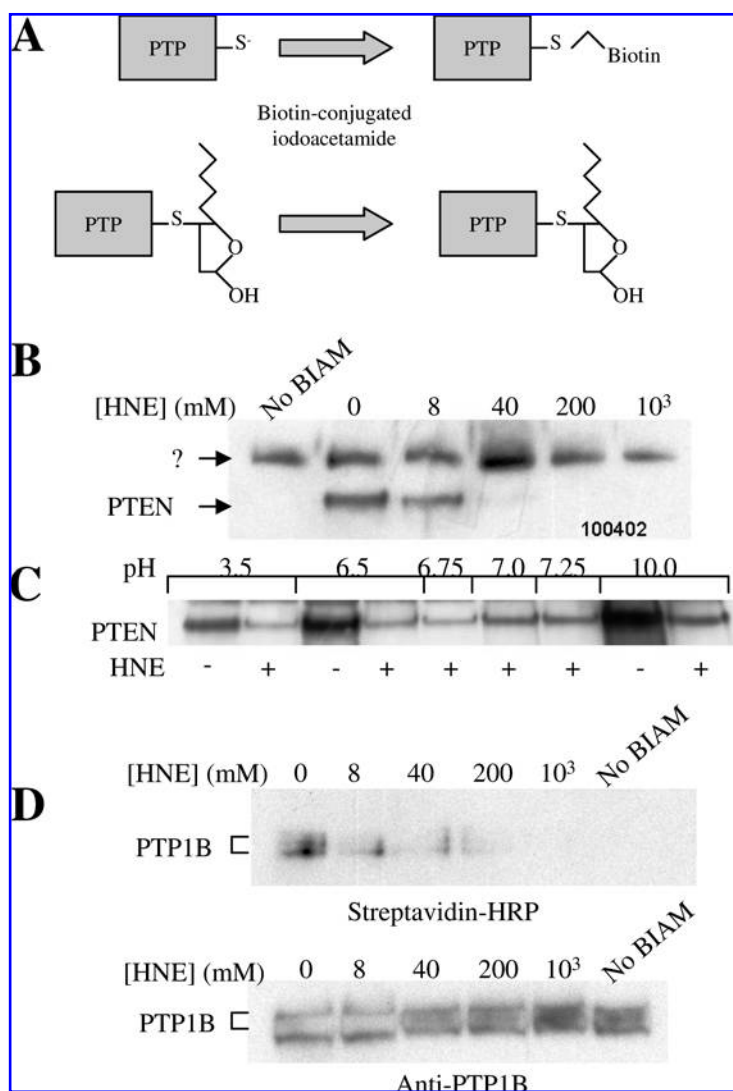 A
PTP S- PTP S Biotin
Biotin-conjugated
iodoacetamide
PTP S O OH PTP S O OH
B
No BIAM
[HNE] (mM) 0 8 40 200 10³
?
PTEN
100402
C
pH 3.5 6.5 6.75 7.0 7.25 10.0
PTEN
HNE - + - + + + + - +
No BIAM
[HNE] (mM) 0 8 40 200 10³
D
PTP1B
Streptavidin-HRP
No BIAM
[HNE] (mM) 0 8 40 200 10³
PTP1B
Anti-PTP1B